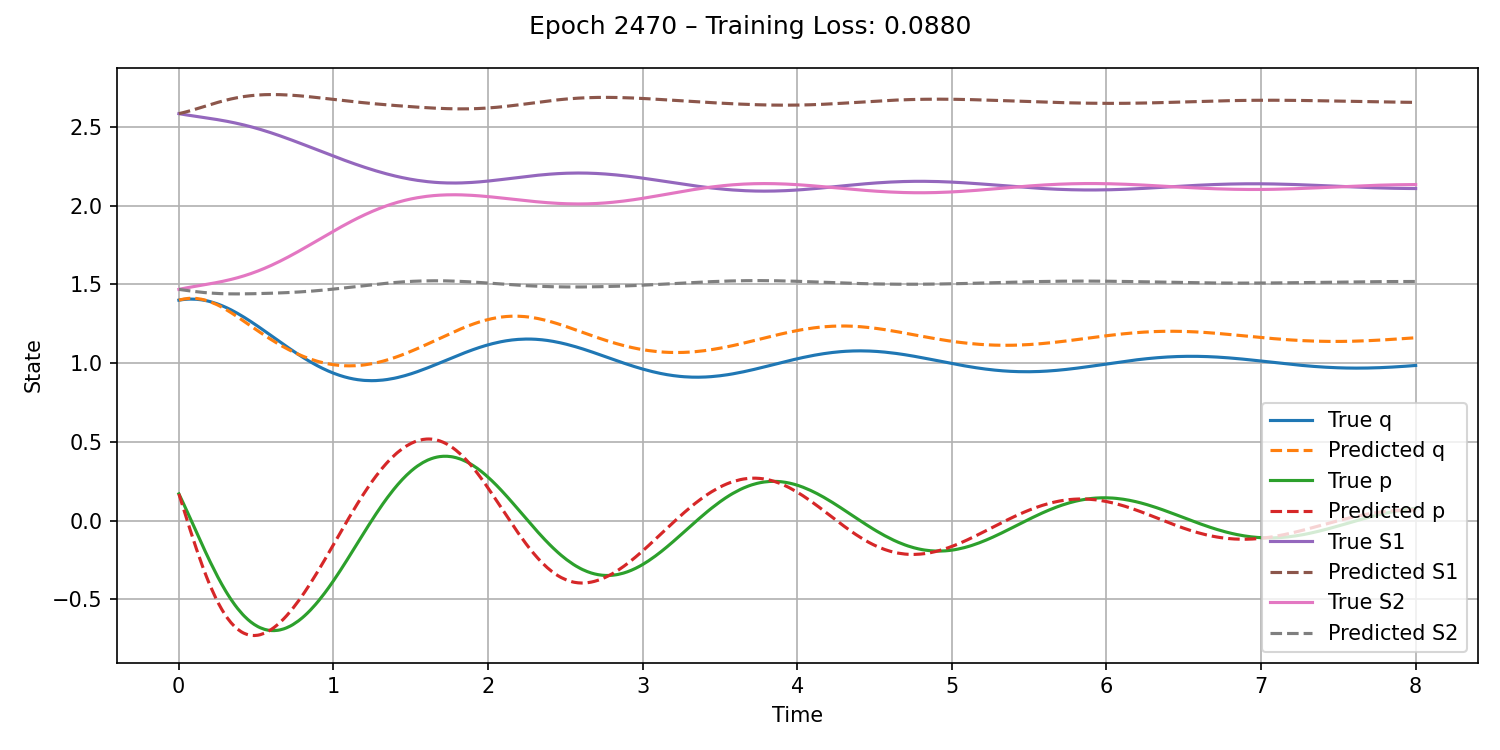 Epoch 2470 – Training Loss: 0.0880
State
2.5
2.0
1.5
1.0
0.5
0.0
−0.5
0 1 2 3 4 5 6 7 8
Time
True q
Predicted q
True p
Predicted p
True S1
Predicted S1
True S2
Predicted S2